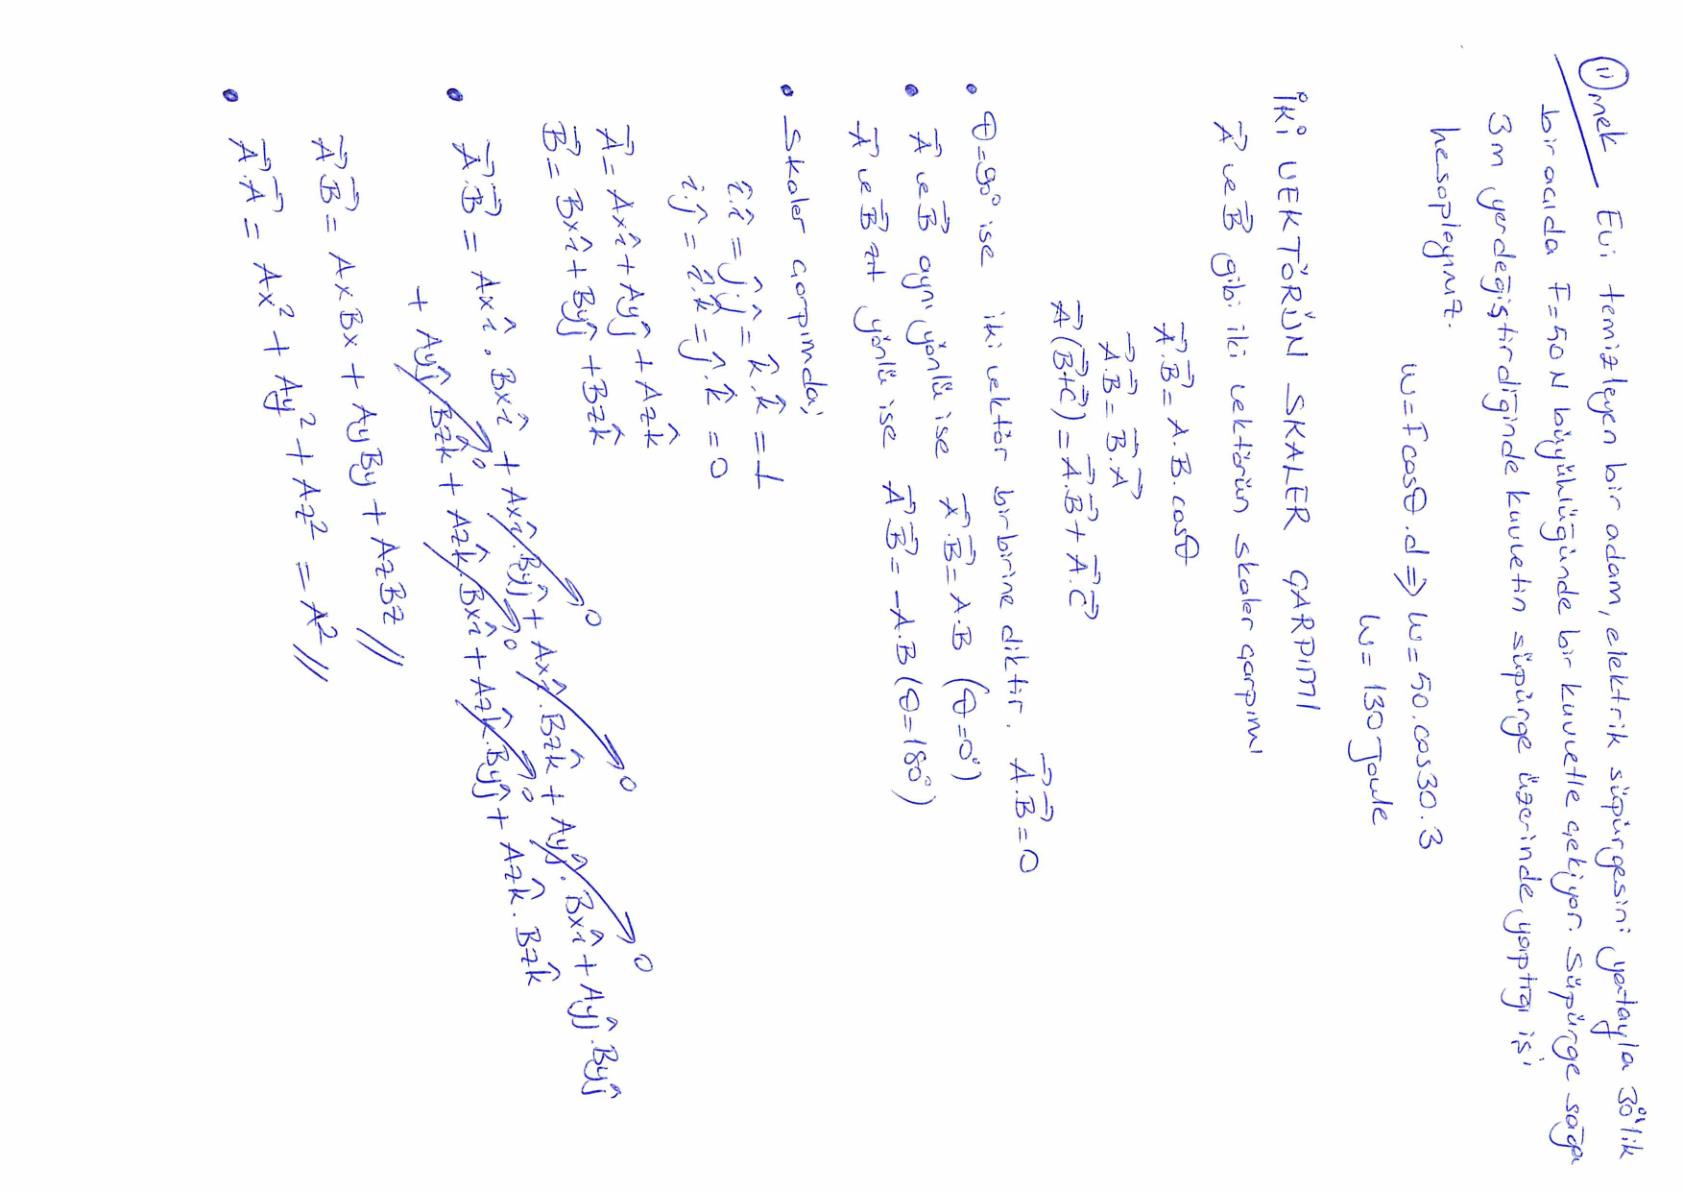 Örnek Evi temizleyen bir adam, elektrik süpürgesini yatayla 30°'lik
bir açıda F=50N büyüklüğünde bir kuvvetle çekiyor. Süpürge sağa
3m yerdeğiştirdiğinde kuvvetin süpürge üzerinde yaptığı işi
hesaplayınız.
W=Fcosθ.d ⇒ W=50.cos30.3
W=130 Joule
İKİ VEKTÖRÜN SKALER ÇARPIMI
A⃗ ve B⃗ gibi iki vektörün skaler çarpımı
A⃗.B⃗ = A.B.cosθ
A⃗.B⃗ = B⃗.A⃗
A⃗(B⃗+C⃗) = A⃗.B⃗ + A⃗.C⃗
• θ=90° ise iki vektör birbirine diktir. A⃗.B⃗=0
• A⃗ ve B⃗ aynı yönlü ise A⃗.B⃗=A.B (θ=0°)
A⃗ ve B⃗ zıt yönlü ise A⃗.B⃗=-A.B (θ=180°)
• Skaler çarpımda;
î.î = ĵ.ĵ = k̂.k̂ = 1
î.ĵ = î.k̂ = ĵ.k̂ = 0
A⃗ = Axî + Ayĵ + Azk̂
B⃗ = Bxî + Byĵ + Bzk̂
• A⃗.B⃗ = Axî.Bxî + Axî.Byĵ + Axî.Bzk̂ + Ayĵ.Bxî + Ayĵ.Byĵ
+ Ayĵ.Bzk̂ + Azk̂.Bxî + Azk̂.Byĵ + Azk̂.Bzk̂
A⃗.B⃗ = AxBx + AyBy + AzBz //
• A⃗.A⃗ = Ax² + Ay² + Az² = A² //